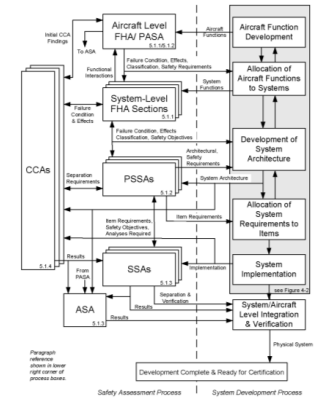 Aircraft Level
FHA/ PASA
5.1.1/5.1.2
Aircraft
Functions
Aircraft Function
Development
Initial CCA
Findings
To ASA
Functional
Interactions
Failure Condition, Effects,
Classification, Safety Requirements
System
Functions
Allocation of
Aircraft Functions
to Systems
System-Level
FHA Sections
5.1.1
Failure
Condition
& Effects
Failure Condition, Effects
Classification, Safety Objectives
Architectural,
Safety
Requirements
Development of
System
Architecture
CCAs
5.1.4
PSSAs
5.1.2
Separation
Requirements
System Architecture
Item Requirements
Allocation of
System
Requirements to
Items
Item Requirements,
Safety Objectives,
Analyses Required
Implementation
System
Implementation
see Figure 4-2
Results
From
PASA
SSAs
5.1.3
Separation &
Verification
Results
Results
ASA
5.1.3
System/Aircraft
Level Integration
& Verification
Physical System
Paragraph
reference
shown in lower
right corner of
process boxes.
Development Complete & Ready for Certification
Safety Assessment Process
System Development Process